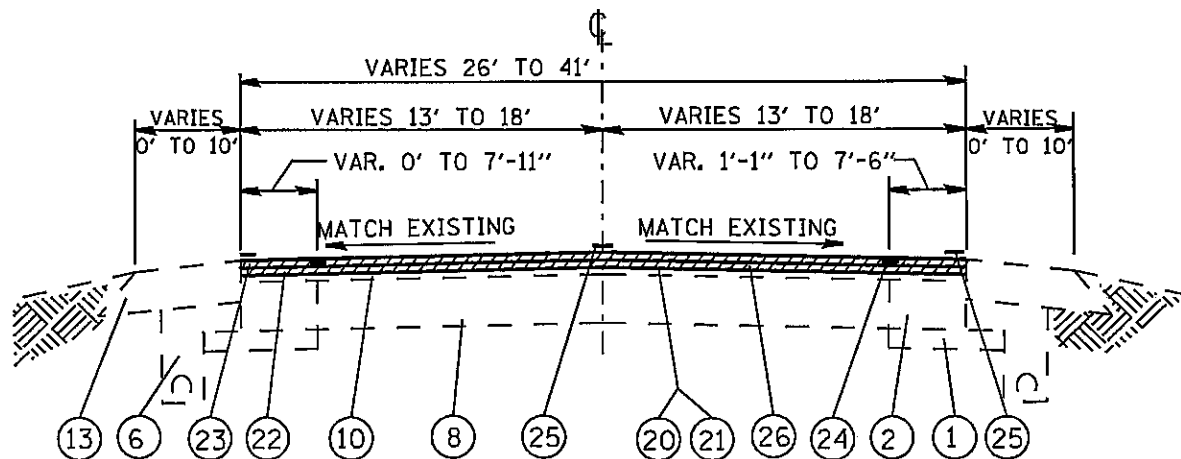 ℄
VARIES 26' TO 41'
VARIES
0' TO 10'
VARIES 13' TO 18'
VARIES 13' TO 18'
VARIES
0' TO 10'
VAR. 0' TO 7'-11"
VAR. 1'-1" TO 7'-6"
MATCH EXISTING
MATCH EXISTING
13 6 23 22 10 8 25 20 21 26 24 2 1 25